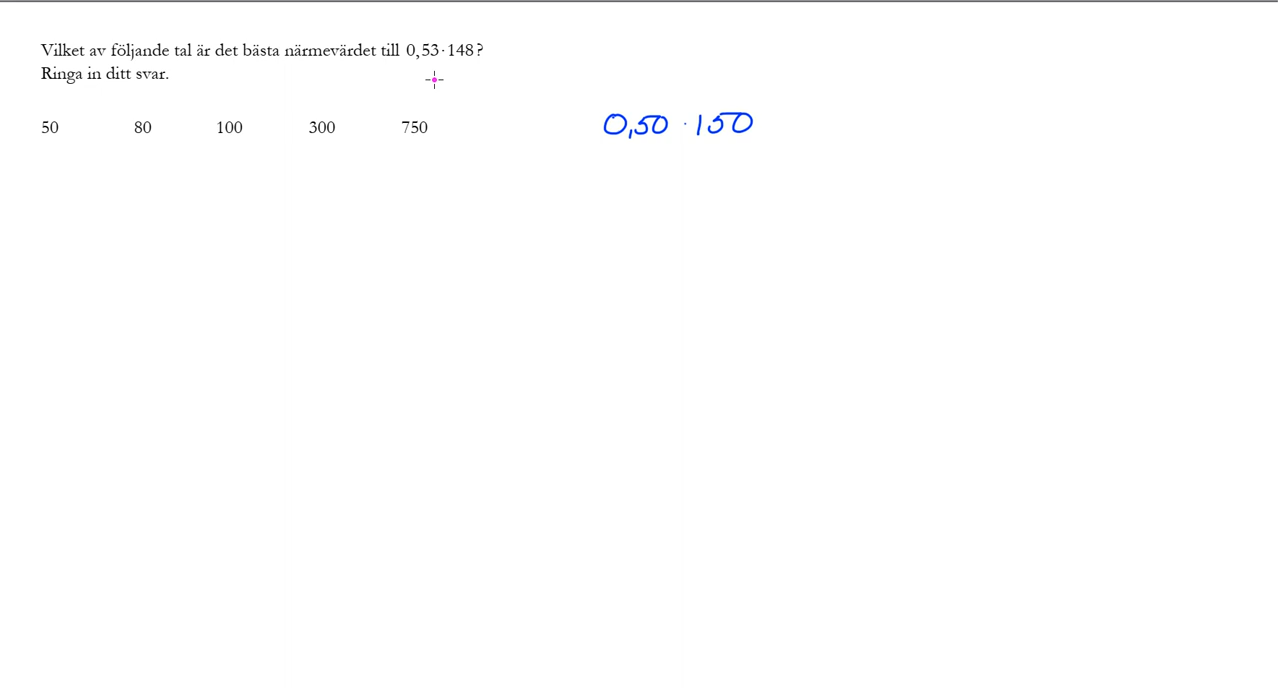 Vilket av följande tal är det bästa närmevärdet till 0,53·148?
Ringa in ditt svar.
50 80 100 300 750
0,50 · 150